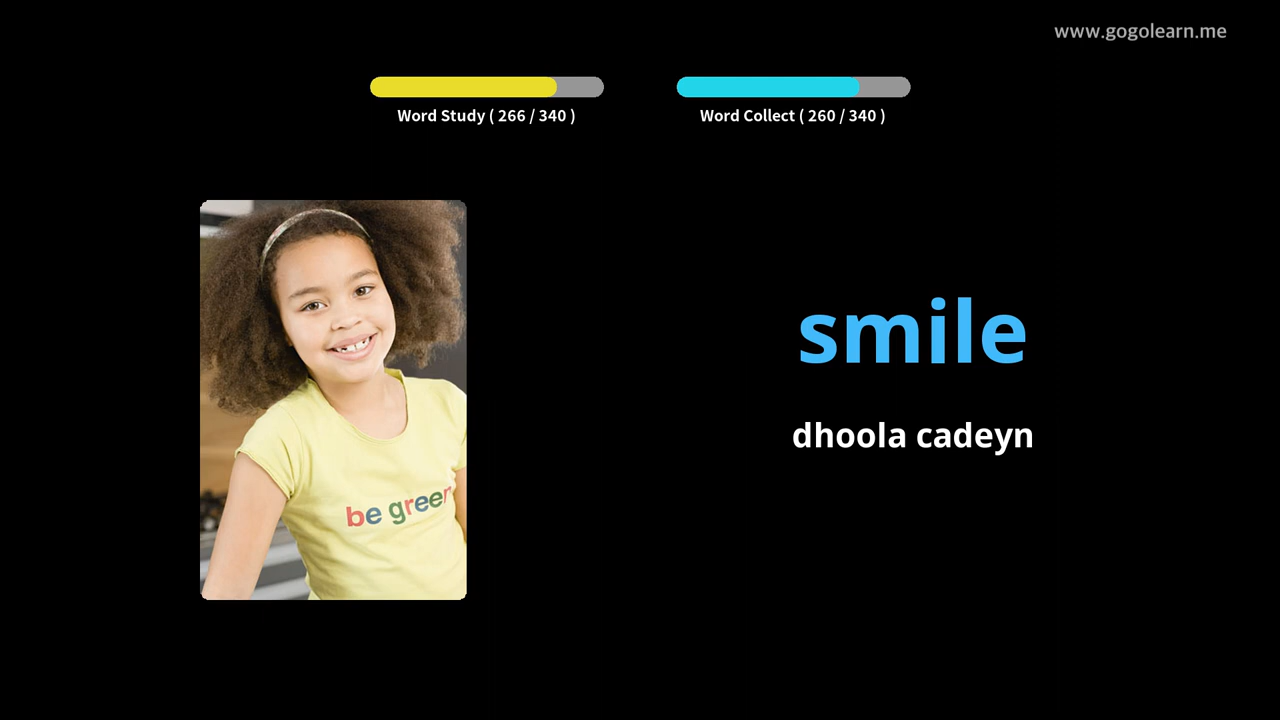 www.gogolearn.me
Word Study ( 266 / 340 )
Word Collect ( 260 / 340 )
smile
dhoola cadeyn
be green